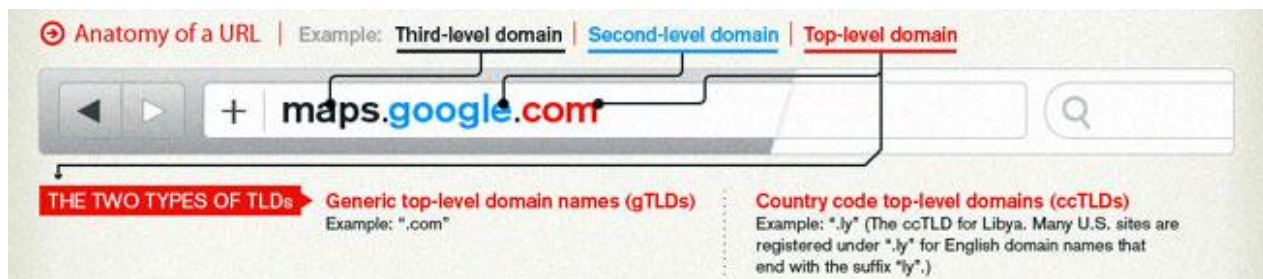 Anatomy of a URL | Example: Third-level domain | Second-level domain | Top-level domain
+ maps.google.com
THE TWO TYPES OF TLDs
Generic top-level domain names (gTLDs)
Example: ".com"
Country code top-level domains (ccTLDs)
Example: ".ly" (The ccTLD for Libya. Many U.S. sites are
registered under ".ly" for English domain names that
end with the suffix "ly".)